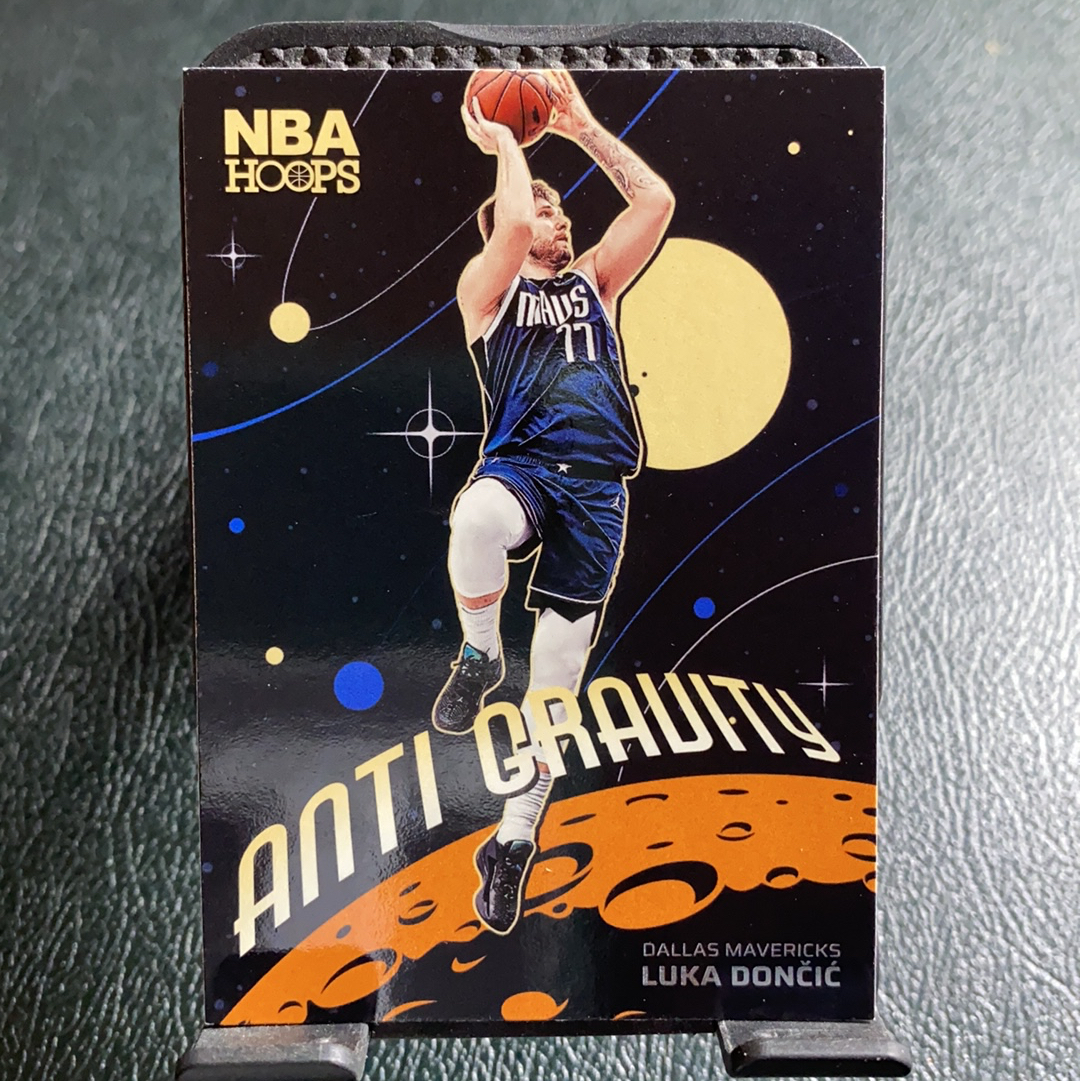 NBA
HOOPS
MAVS
77
ANTI GRAVITY
DALLAS MAVERICKS
LUKA DONČIĆ